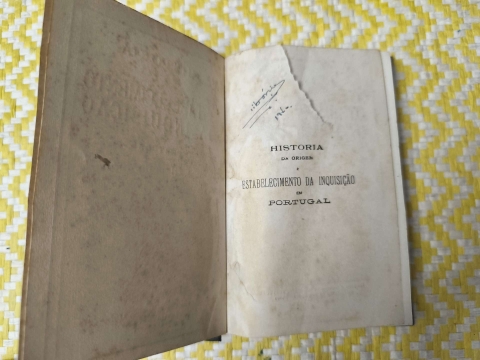 HISTORIA
DA ORIGEM
E
ESTABELECIMENTO DA INQUISIÇÃO
EM
PORTUGAL